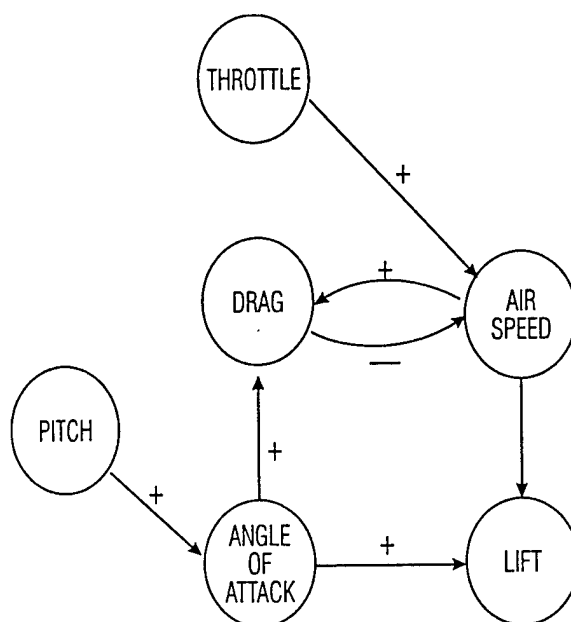 THROTTLE
+
+
DRAG
AIR
SPEED
—
PITCH
+
+
ANGLE
OF
ATTACK
+
LIFT